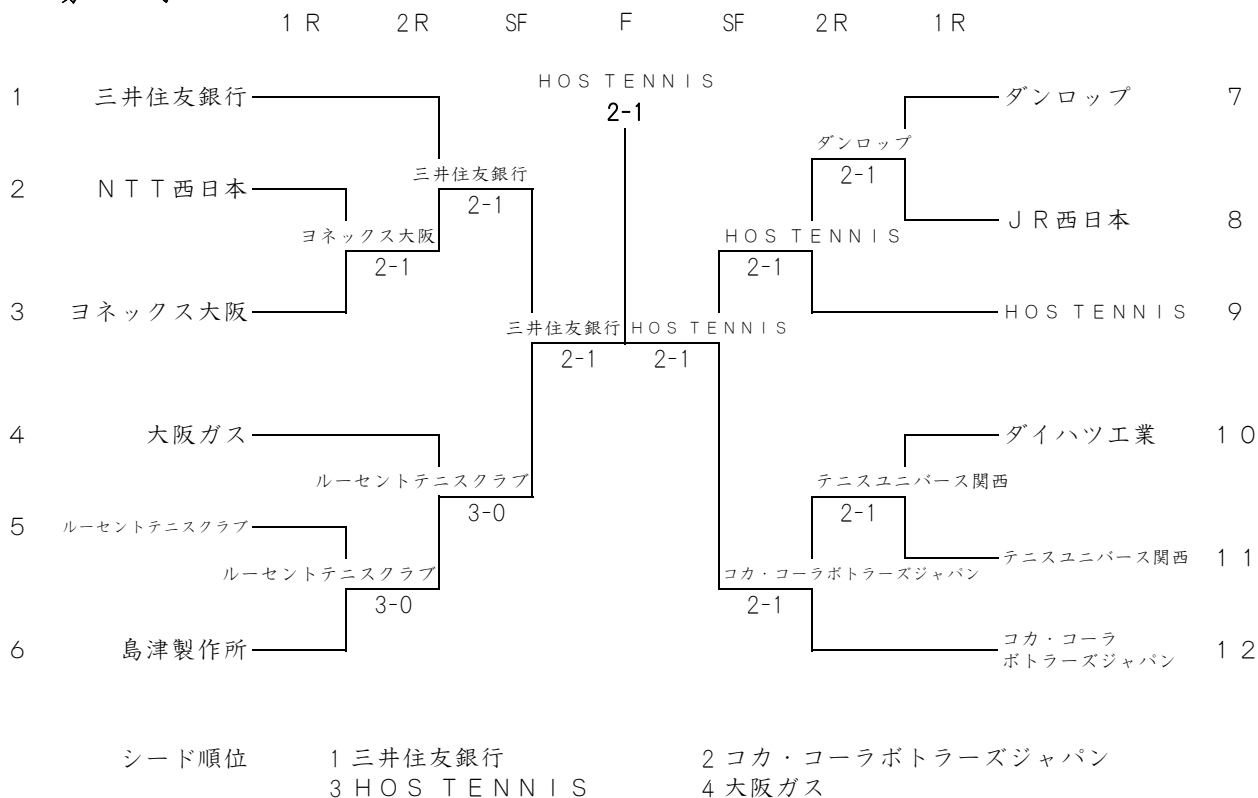 1R 2R SF F SF 2R 1R
HOS TENNIS
1 三井住友銀行 2-1 ダンロップ 7
ダンロップ
三井住友銀行 2-1
2 NTT西日本 2-1 JR西日本 8
ヨネックス大阪 HOS TENNIS
2-1 2-1
3 ヨネックス大阪 HOS TENNIS 9
三井住友銀行 HOS TENNIS
2-1 2-1
4 大阪ガス ダイハツ工業 10
ルーセントテニスクラブ テニスユニバース関西
3-0 2-1
5 ルーセントテニスクラブ テニスユニバース関西 11
ルーセントテニスクラブ コカ・コーラボトラーズジャパン
3-0 2-1
6 島津製作所 コカ・コーラ
ボトラーズジャパン 12
シード順位 1 三井住友銀行 2 コカ・コーラボトラーズジャパン
3 HOS TENNIS 4 大阪ガス